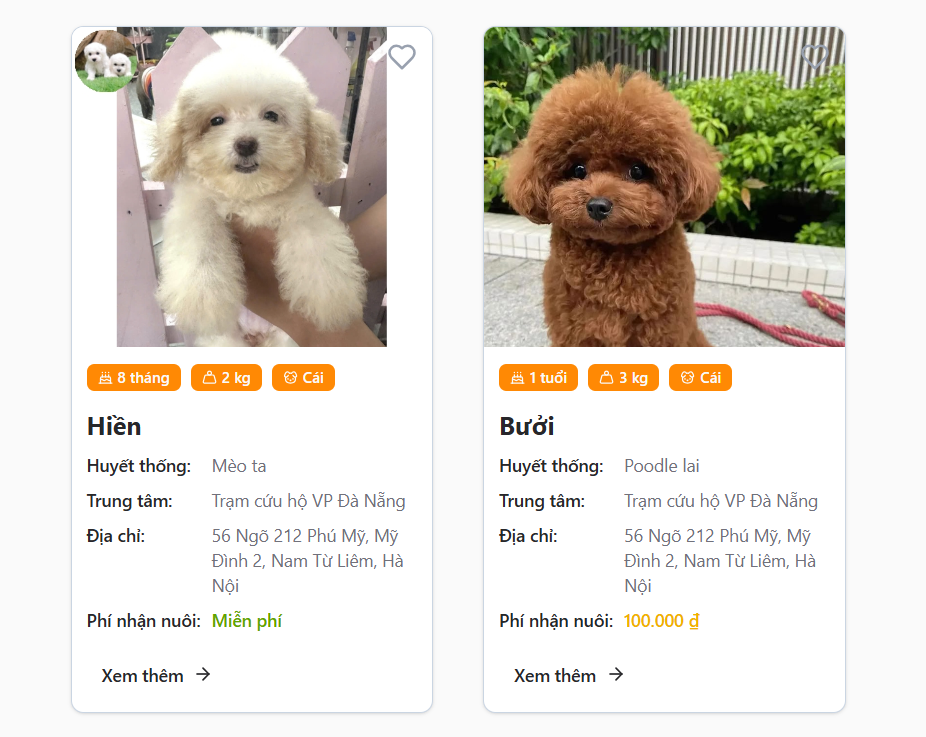 8 tháng 2 kg Cái
Hiền
Huyết thống: Mèo ta
Trung tâm: Trạm cứu hộ VP Đà Nẵng
Địa chỉ: 56 Ngõ 212 Phú Mỹ, Mỹ
Đình 2, Nam Từ Liêm, Hà
Nội
Phí nhận nuôi: Miễn phí
Xem thêm →
1 tuổi 3 kg Cái
Bưởi
Huyết thống: Poodle lai
Trung tâm: Trạm cứu hộ VP Đà Nẵng
Địa chỉ: 56 Ngõ 212 Phú Mỹ, Mỹ
Đình 2, Nam Từ Liêm, Hà
Nội
Phí nhận nuôi: 100.000 ₫
Xem thêm →